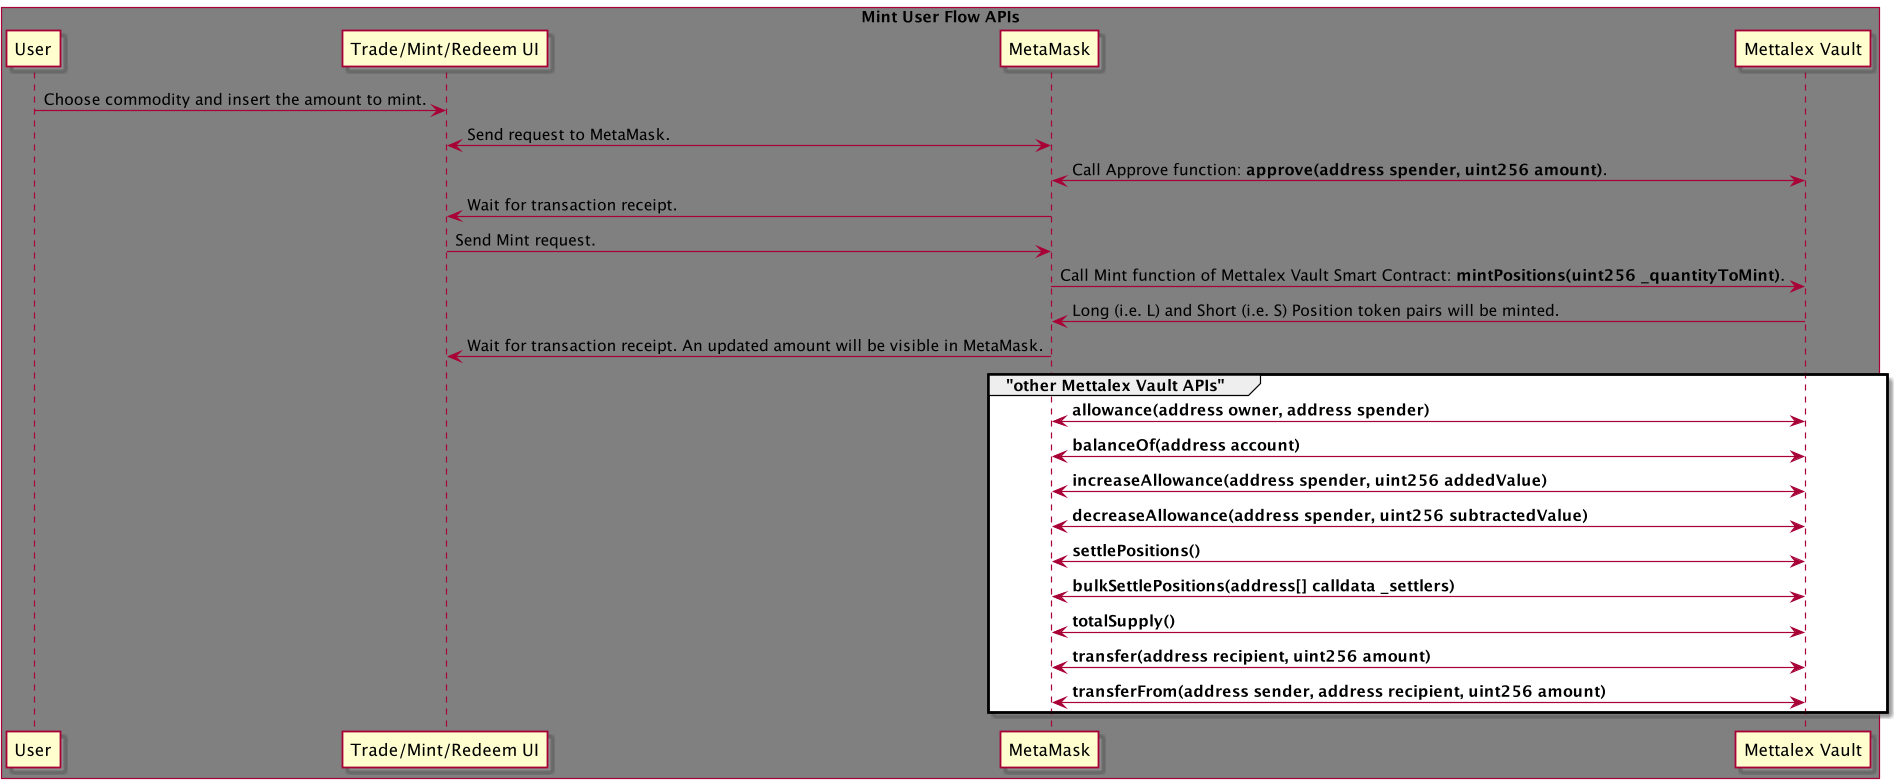 Mint User Flow APIs
User
Trade/Mint/Redeem UI
MetaMask
Mettalex Vault
Choose commodity and insert the amount to mint.
Send request to MetaMask.
Call Approve function: approve(address spender, uint256 amount).
Wait for transaction receipt.
Send Mint request.
Call Mint function of Mettalex Vault Smart Contract: mintPositions(uint256 _quantityToMint).
Long (i.e. L) and Short (i.e. S) Position token pairs will be minted.
Wait for transaction receipt. An updated amount will be visible in MetaMask.
"other Mettalex Vault APIs"
allowance(address owner, address spender)
balanceOf(address account)
increaseAllowance(address spender, uint256 addedValue)
decreaseAllowance(address spender, uint256 subtractedValue)
settlePositions()
bulkSettlePositions(address[] calldata _settlers)
totalSupply()
transfer(address recipient, uint256 amount)
transferFrom(address sender, address recipient, uint256 amount)
User
Trade/Mint/Redeem UI
MetaMask
Mettalex Vault